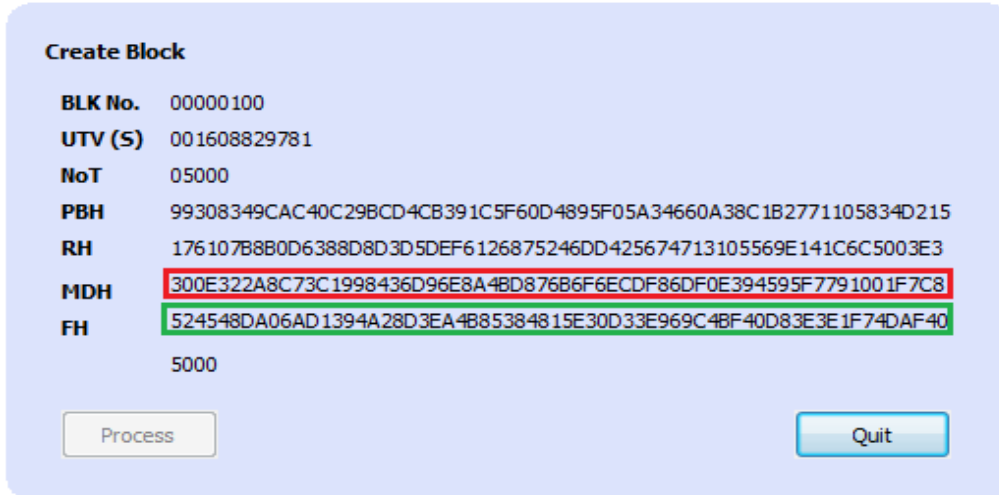 Create Block
BLK No. 00000100
UTV (S) 001608829781
NoT 05000
PBH 99308349CAC40C29BCD4CB391C5F60D4895F05A34660A38C1B2771105834D215
RH 176107B8B0D6388D8D3D5DEF6126875246DD425674713105569E141C6C5003E3
MDH 300E322A8C73C1998436D96E8A4BD876B6F6ECDF86DF0E394595F7791001F7C8
FH 524548DA06AD1394A28D3EA4B85384815E30D33E969C4BF40D83E3E1F74DAF40
5000
Process Quit